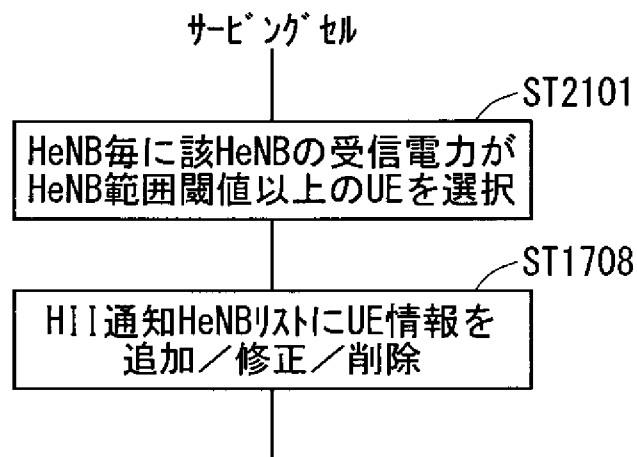 サービングセル
ST2101
HeNB毎に該HeNBの受信電力が
HeNB範囲閾値以上のUEを選択
ST1708
HII通知HeNBリストにUE情報を
追加／修正／削除